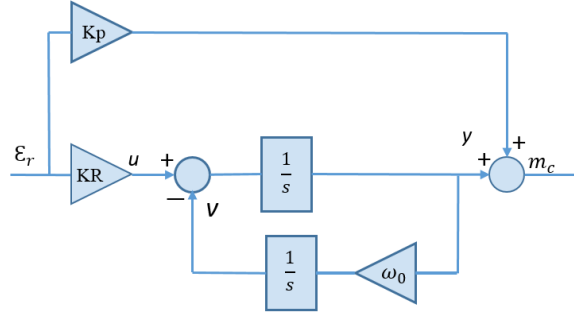 Kp
y
+
Ɛr
u
+
1/s
+
mc
KR
−
v
1/s
ω0